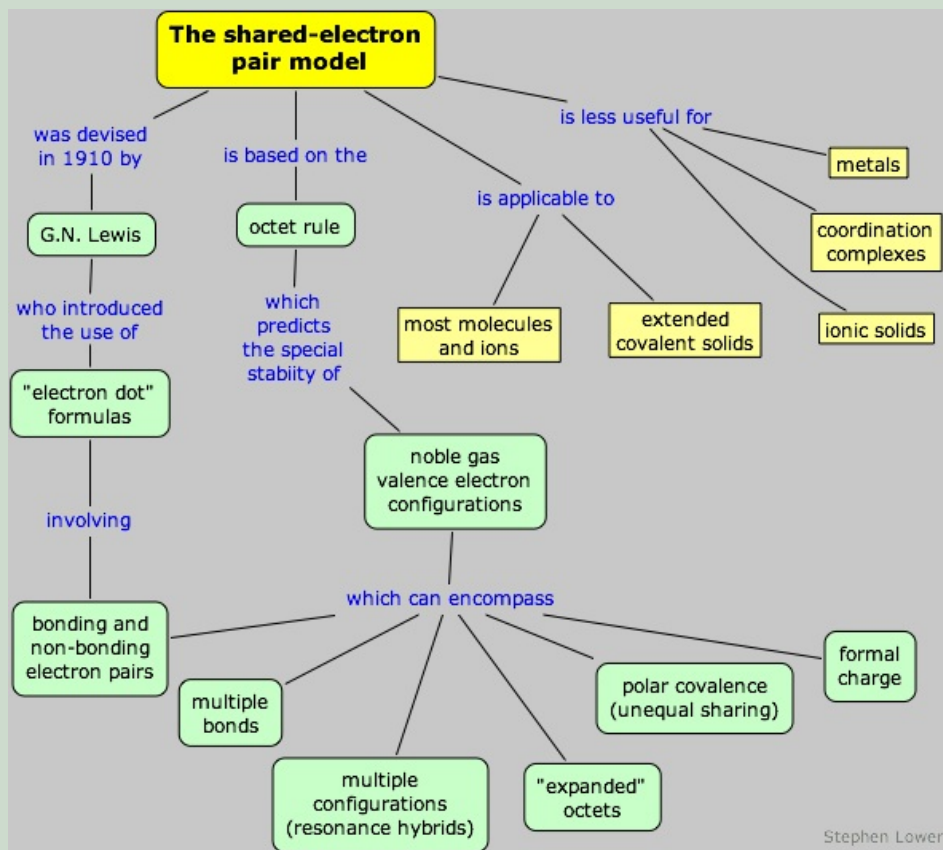 The shared-electron
pair model
was devised
in 1910 by
is based on the
is applicable to
is less useful for
metals
coordination
complexes
ionic solids
G.N. Lewis
octet rule
who introduced
the use of
which
predicts
the special
stabiity of
most molecules
and ions
extended
covalent solids
"electron dot"
formulas
noble gas
valence electron
configurations
involving
which can encompass
bonding and
non-bonding
electron pairs
multiple
bonds
multiple
configurations
(resonance hybrids)
"expanded"
octets
polar covalence
(unequal sharing)
formal
charge
Stephen Lower